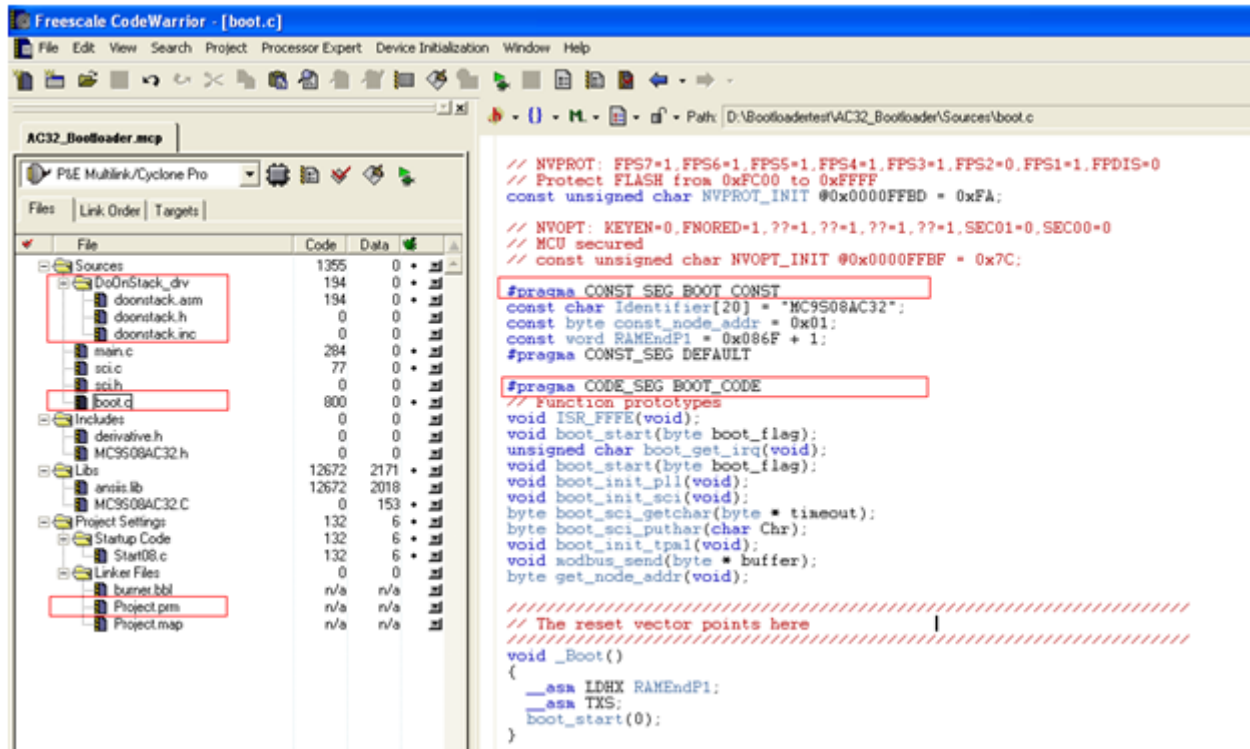 Freescale CodeWarrior - [boot.c]
File Edit View Search Project Processor Expert Device Initialization Window Help
Path: D:\Bootloadertest\AC32_Bootloader\Sources\boot.c
AC32_Bootloader.mcp
P&E Multilink/Cyclone Pro
Files Link Order Targets
File Code Data
Sources 1355 0
DoOnStack_drv 194 0
doonstack.asm 194 0
doonstack.h 0 0
doonstack.inc 0 0
main.c 284 0
sci.c 77 0
sci.h 0 0
boot.c 800 0
Includes 0 0
derivative.h 0 0
MC9S08AC32.h 0 0
Libs 12672 2171
ansiis.lib 12672 2018
MC9S08AC32.C 0 153
Project Settings 132 6
Startup Code 132 6
Start08.c 132 6
Linker Files 0 0
burner.bbl n/a n/a
Project.prm n/a n/a
Project.map n/a n/a
// NVPROT: FPS7=1,FPS6=1,FPS5=1,FPS4=1,FPS3=1,FPS2=0,FPS1=1,FPDIS=0
// Protect FLASH from 0xFC00 to 0xFFFF
const unsigned char NVPROT_INIT @0x0000FFBD = 0xFA;
// NVOPT: KEYEN=0,FNORED=1,??=1,??=1,??=1,??=1,SEC01=0,SEC00=0
// MCU secured
// const unsigned char NVOPT_INIT @0x0000FFBF = 0x7C;
#pragma CONST_SEG BOOT_CONST
const char Identifier[20] = "MC9S08AC32";
const byte const_node_addr = 0x01;
const word RAMEndP1 = 0x086F + 1;
#pragma CONST_SEG DEFAULT
#pragma CODE_SEG BOOT_CODE
// Function prototypes
void ISR_FFFE(void);
void boot_start(byte boot_flag);
unsigned char boot_get_irq(void);
void boot_start(byte boot_flag);
void boot_init_pll(void);
void boot_init_sci(void);
byte boot_sci_getchar(byte * timeout);
byte boot_sci_puthar(char Chr);
void boot_init_tpm1(void);
void modbus_send(byte * buffer);
byte get_node_addr(void);
////////////////////////////////////////////////////////////////////////
// The reset vector points here
////////////////////////////////////////////////////////////////////////
void _Boot()
{
__asm LDHX RAMEndP1;
__asm TXS;
boot_start(0);
}